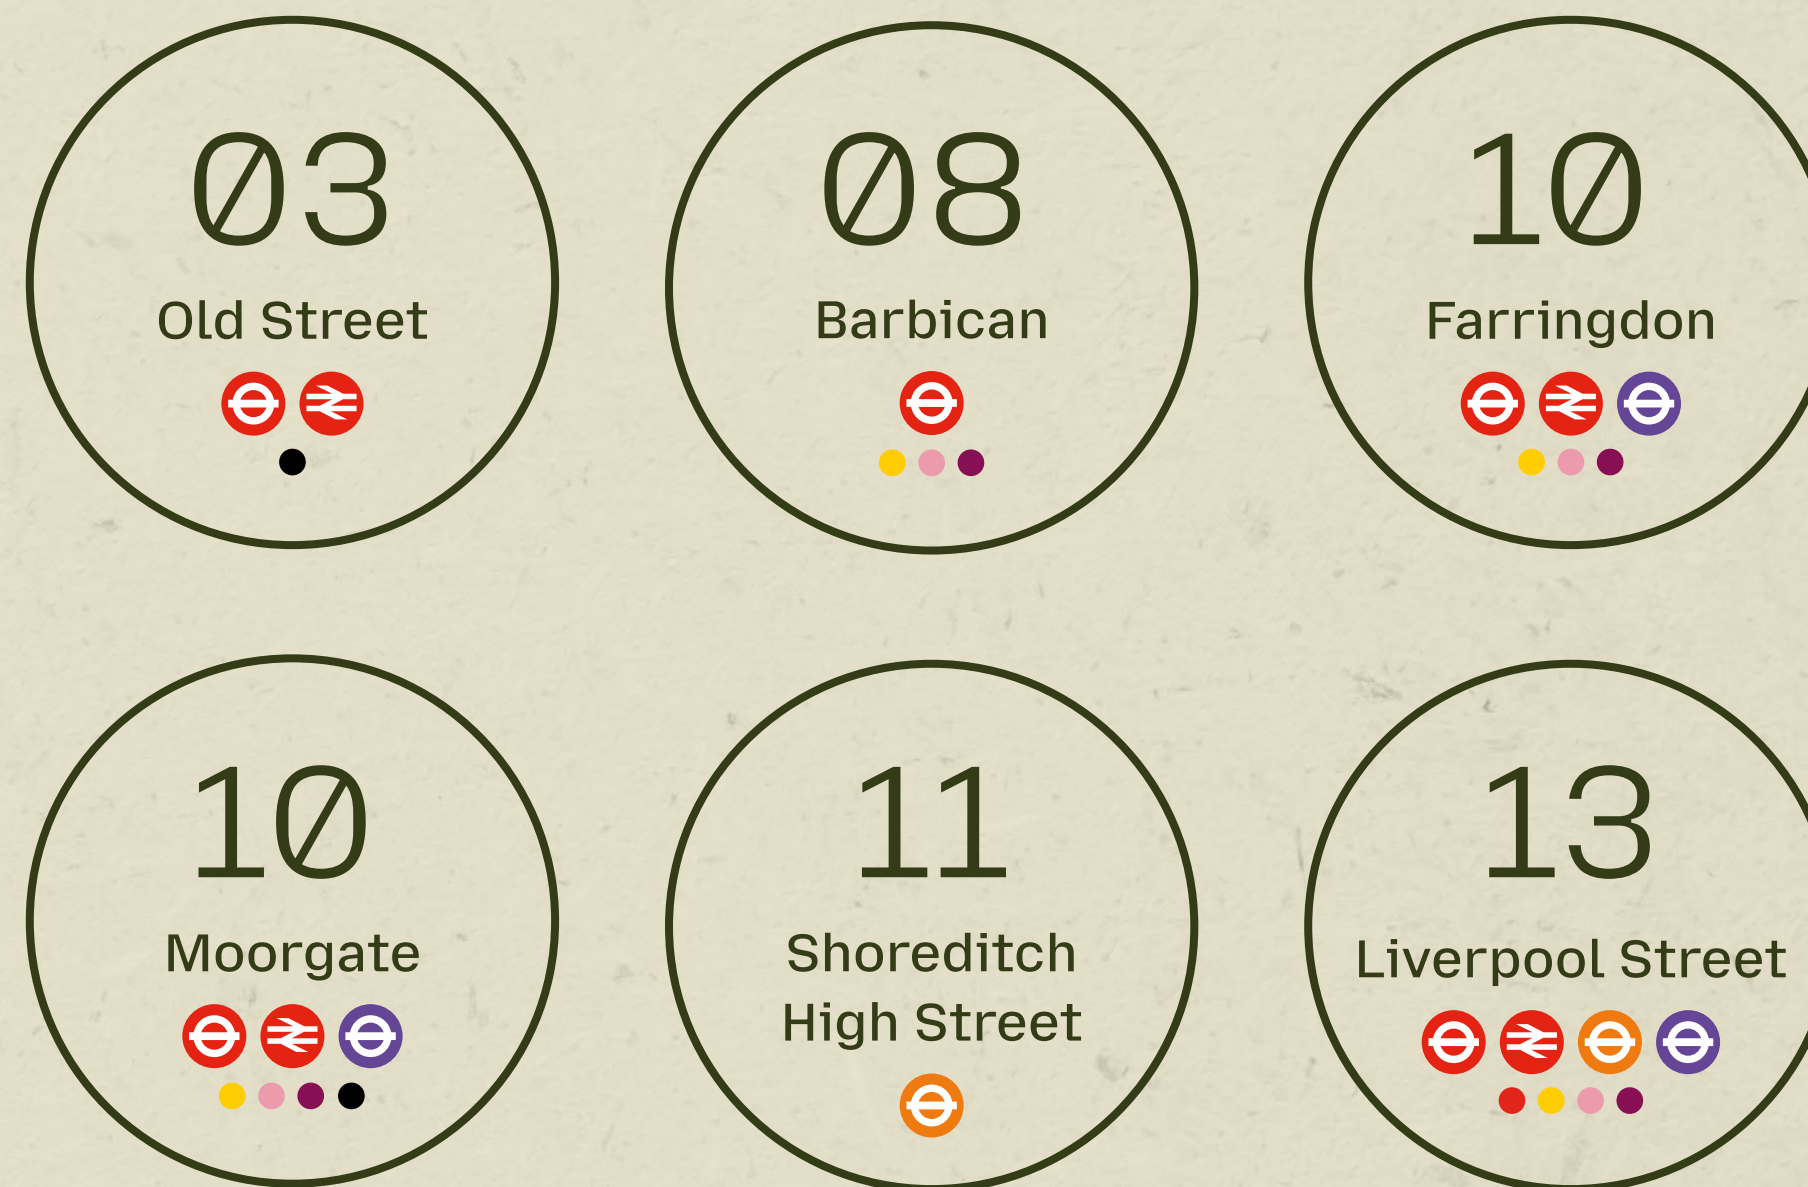 03
Old Street
08
Barbican
10
Farringdon
10
Moorgate
11
Shoreditch
High Street
13
Liverpool Street